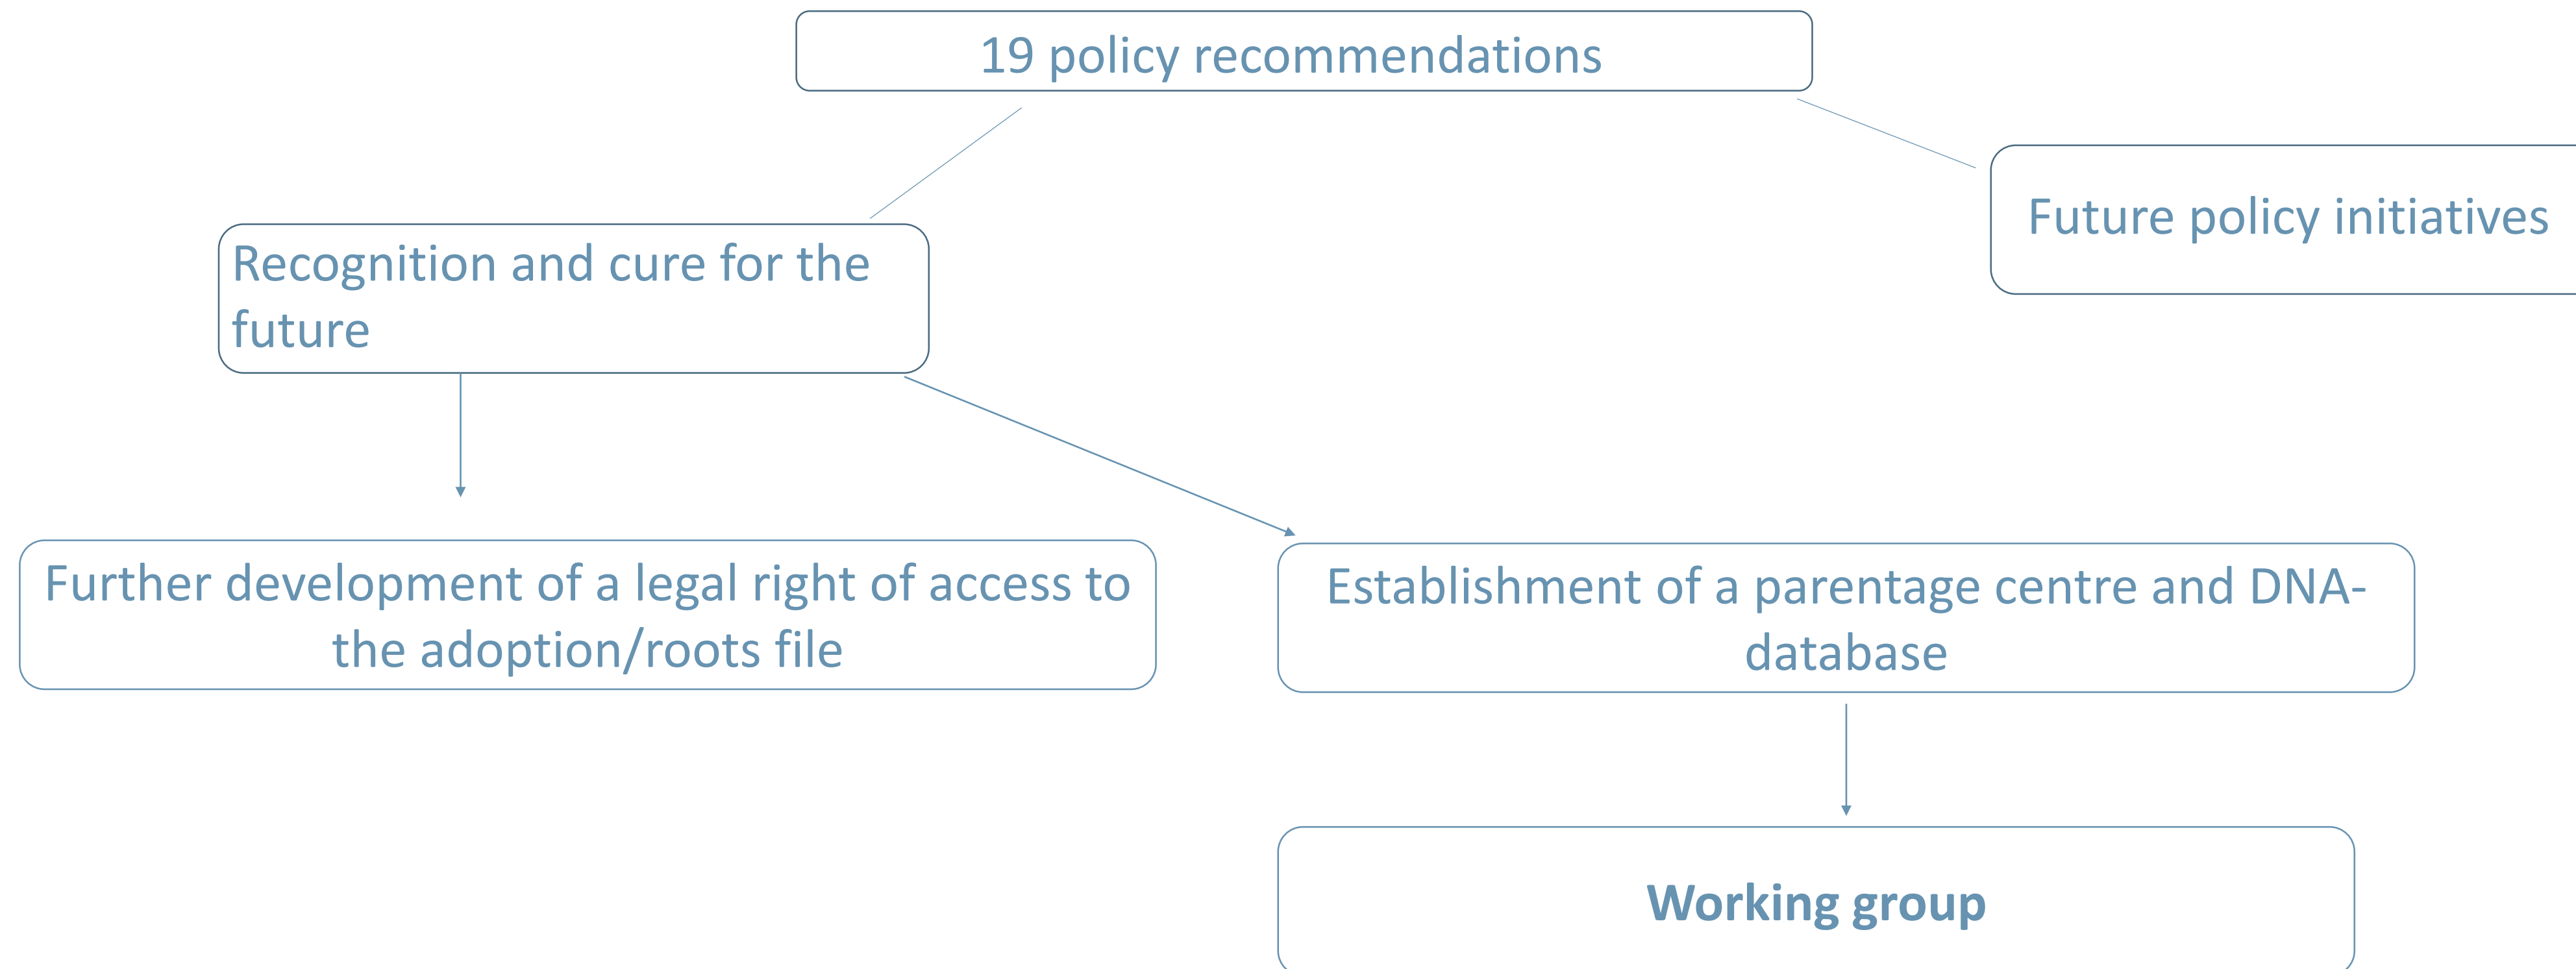 19 policy recommendations
Future policy initiatives
Recognition and cure for the
future
Further development of a legal right of access to
the adoption/roots file
Establishment of a parentage centre and DNA-
database
Working group